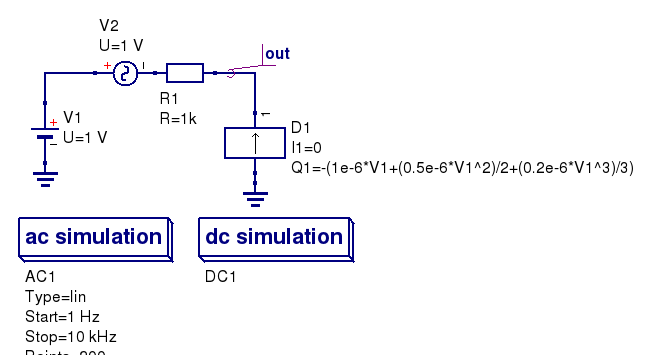 V2
U=1 V
out
+
R1
R=1k
+ V1
U=1 V
1
D1
I1=0
Q1=-(1e-6*V1+(0.5e-6*V1^2)/2+(0.2e-6*V1^3)/3)
ac simulation
dc simulation
AC1
DC1
Type=lin
Start=1 Hz
Stop=10 kHz